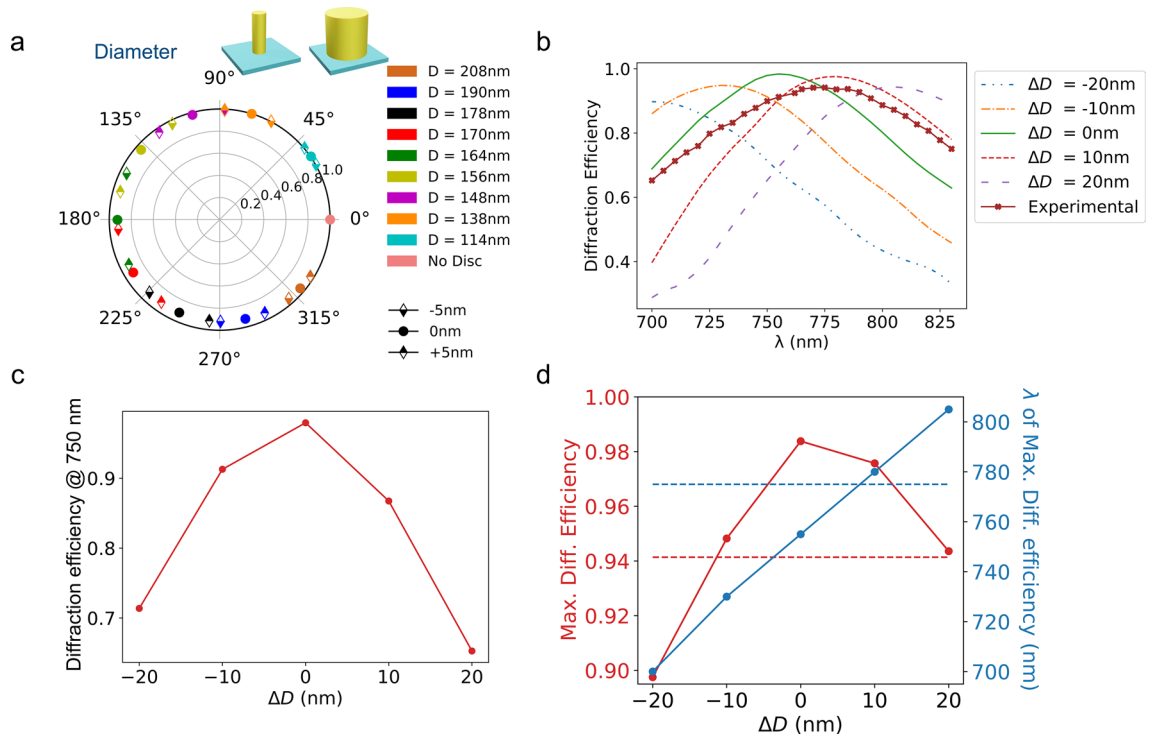 a
Diameter
90°
135°
45°
180°
0°
225°
315°
270°
0.2
0.4
0.6
0.8
1.0
D = 208nm
D = 190nm
D = 178nm
D = 170nm
D = 164nm
D = 156nm
D = 148nm
D = 138nm
D = 114nm
No Disc
-5nm
0nm
+5nm
b
Diffraction Efficiency
1.0
0.8
0.6
0.4
700
725
750
775
800
825
λ (nm)
ΔD = -20nm
ΔD = -10nm
ΔD = 0nm
ΔD = 10nm
ΔD = 20nm
Experimental
c
Diffraction efficiency @ 750 nm
0.9
0.8
0.7
−20
−10
0
10
20
ΔD (nm)
d
Max. Diff. Efficiency
1.00
0.98
0.96
0.94
0.92
0.90
−20
−10
0
10
20
ΔD (nm)
800
780
760
740
720
700
λ of Max. Diff. efficiency (nm)